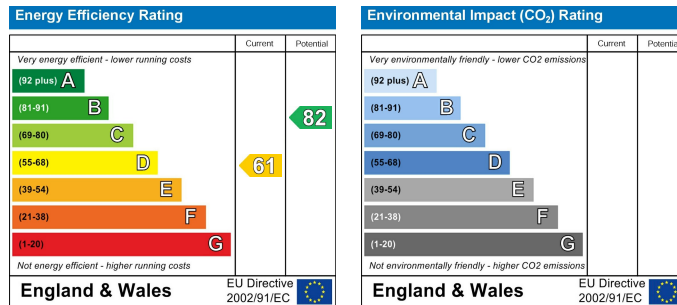 Energy Efficiency Rating
Current Potential
Very energy efficient - lower running costs
(92 plus) A
(81-91) B
(69-80) C
(55-68) D
(39-54) E
(21-38) F
(1-20) G
82
61
Not energy efficient - higher running costs
England & Wales
EU Directive
2002/91/EC
Environmental Impact (CO₂) Rating
Current Potentia
Very environmentally friendly - lower CO2 emissions
(92 plus) A
(81-91) B
(69-80) C
(55-68) D
(39-54) E
(21-38) F
(1-20) G
Not environmentally friendly - higher CO2 emissions
England & Wales
EU Directive
2002/91/EC